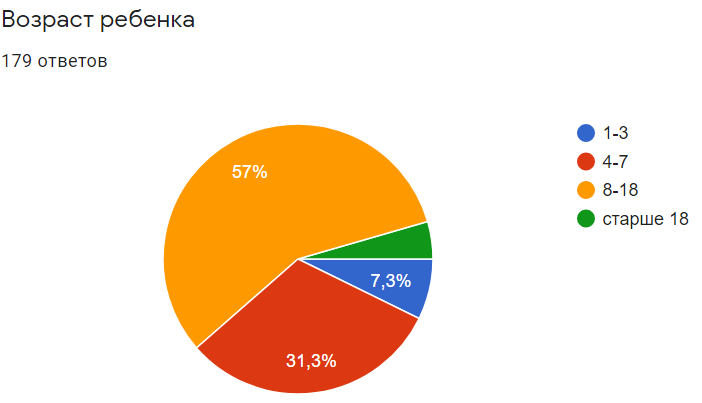 Возраст ребенка
179 ответов
1-3
4-7
8-18
старше 18
57%
7,3%
31,3%